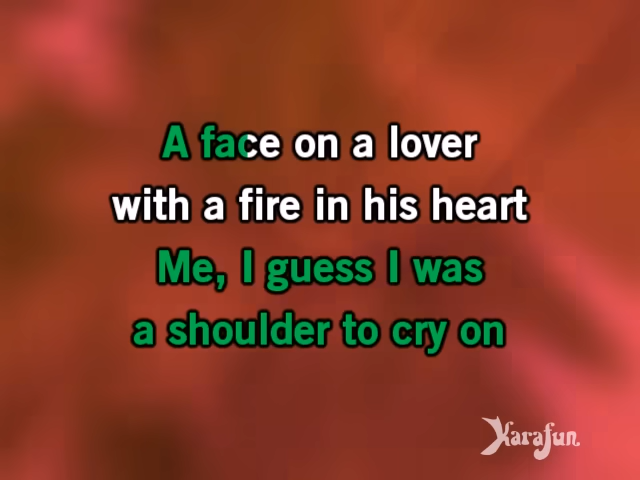 A face on a lover
with a fire in his heart
Me, I guess I was
a shoulder to cry on
Karafun